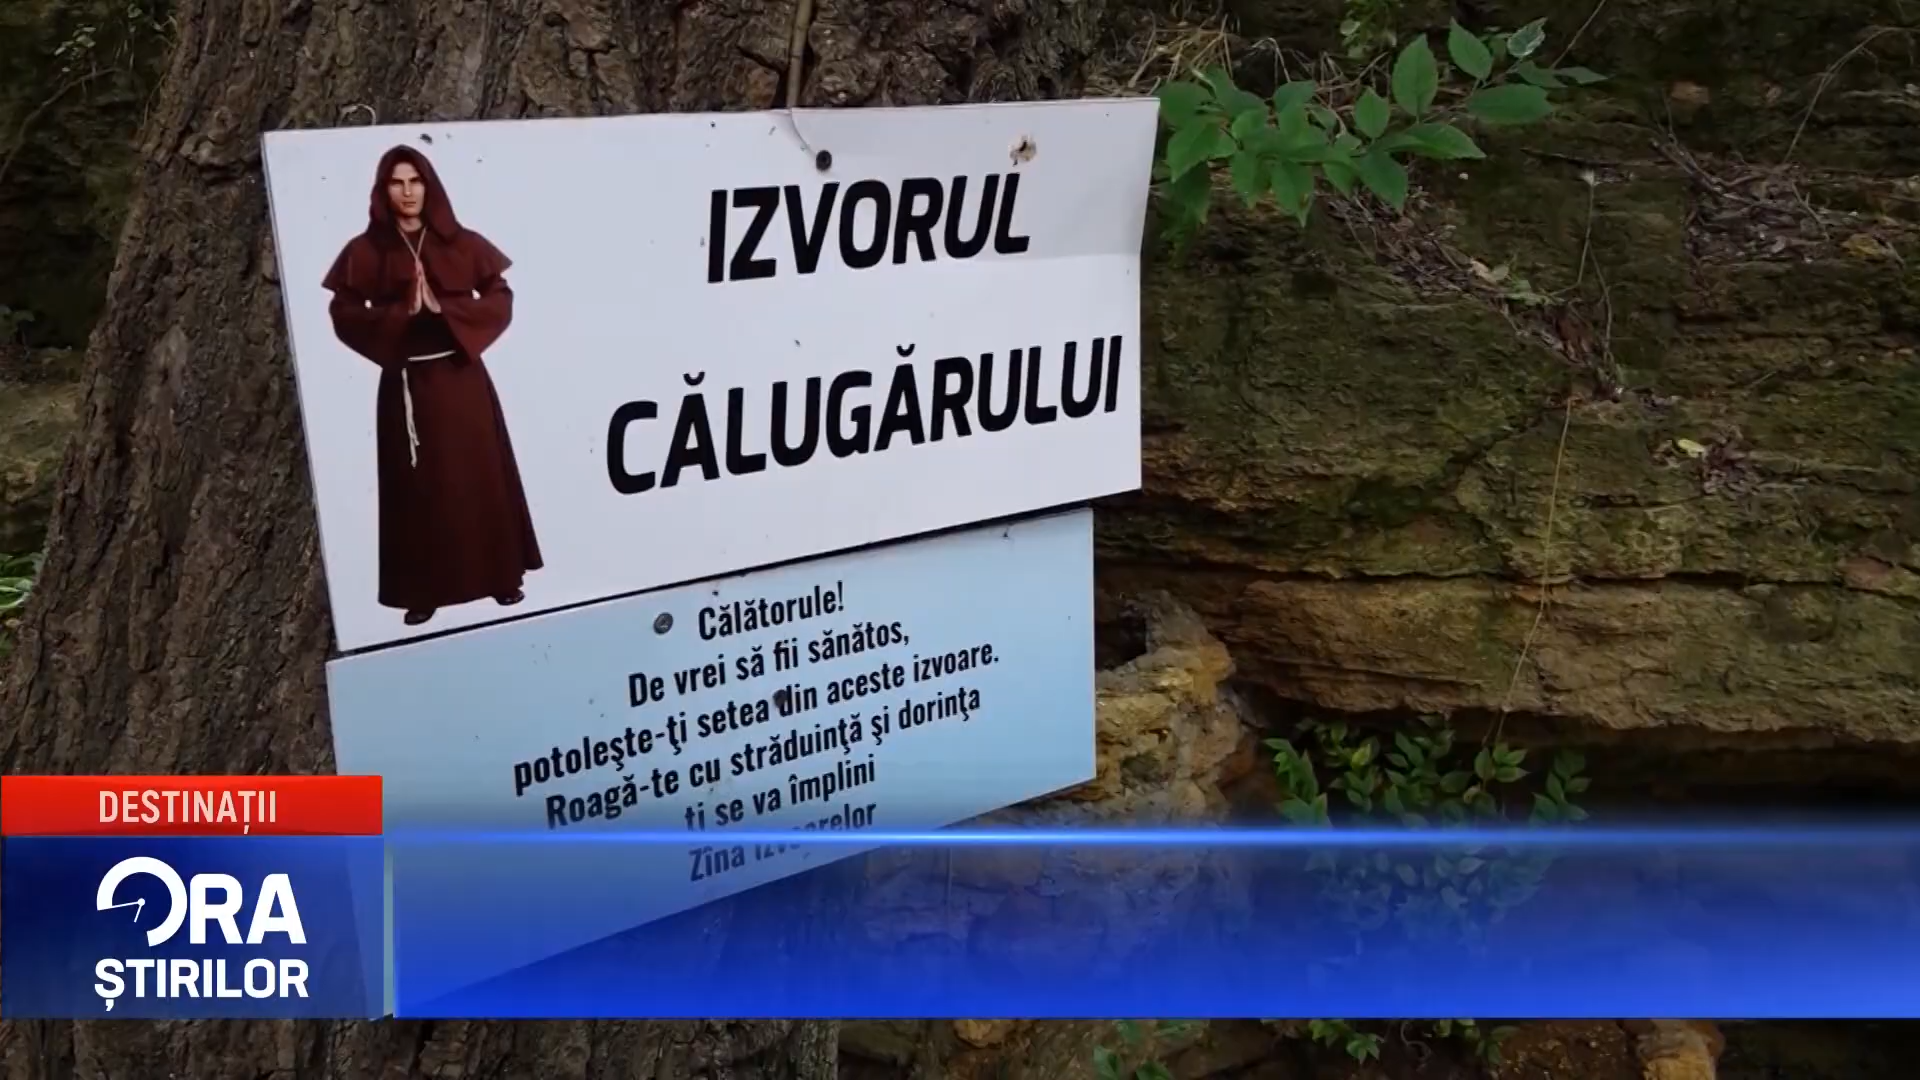 IZVORUL
CĂLUGĂRULUI
Călătorule!
De vrei să fii sănătos,
potoleşte-ţi setea din aceste izvoare.
Roagă-te cu străduinţă şi dorinţa
ţi se va împlini
Zîna
DESTINAȚII
ORA
ȘTIRILOR